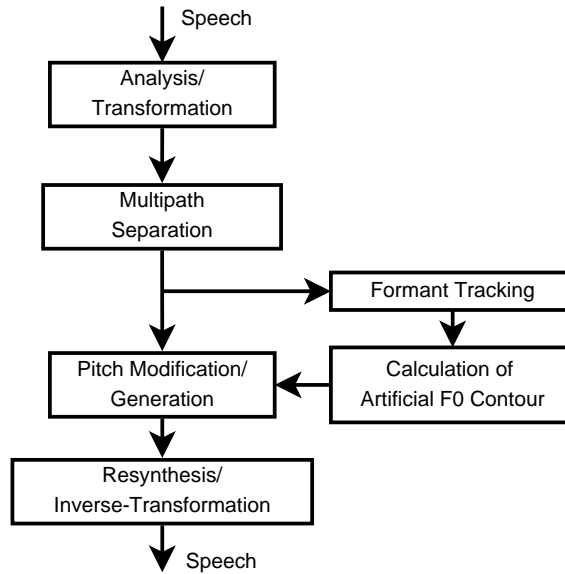 Speech
Analysis/
Transformation
Multipath
Separation
Formant Tracking
Pitch Modification/
Generation
Calculation of
Artificial F0 Contour
Resynthesis/
Inverse-Transformation
Speech